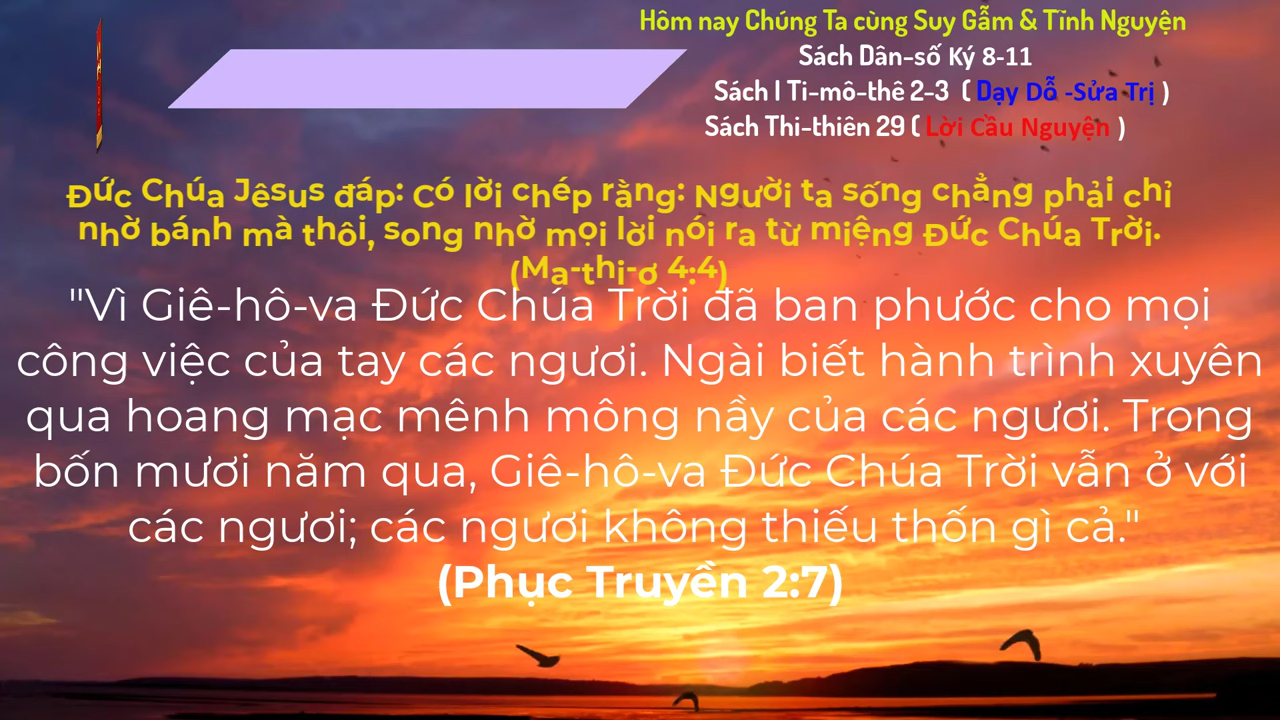 Hôm nay Chúng Ta cùng Suy Gẫm & Tĩnh Nguyện
Sách Dân-số Ký 8-11
Sách I Ti-mô-thê 2-3 ( Dạy Dỗ -Sửa Trị )
Sách Thi-thiên 29 ( Lời Cầu Nguyện )
Đức Chúa Jêsus đáp: Có lời chép rằng: Người ta sống chẳng phải chỉ
nhờ bánh mà thôi, song nhờ mọi lời nói ra từ miệng Đức Chúa Trời.
(Ma-thi-ơ 4:4)
"Vì Giê-hô-va Đức Chúa Trời đã ban phước cho mọi
công việc của tay các ngươi. Ngài biết hành trình xuyên
qua hoang mạc mênh mông nầy của các ngươi. Trong
bốn mươi năm qua, Giê-hô-va Đức Chúa Trời vẫn ở với
các ngươi; các ngươi không thiếu thốn gì cả."
(Phục Truyền 2:7)